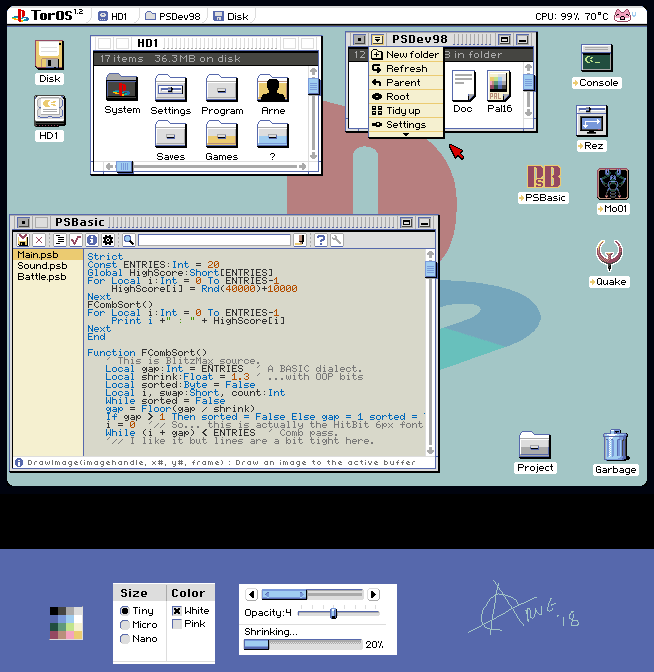 TorOS 1.2 HD1 PSDev98 Disk CPU: 99% 70°C
Disk
HD1
HD1
17 items 36.3MB on disk
System Settings Program Arne
Saves Games ?
PSDev98
12 B in folder
New folder
Refresh
Parent
Root
Tidy up
Settings
Doc Pal16
PAL
Console
Rez
PSBasic
Mo01
Quake
PSBasic
Main.psb
Sound.psb
Battle.psb
Strict
Const ENTRIES:Int = 20
Global HighScore:Short[ENTRIES]
For Local i:Int = 0 To ENTRIES-1
HighScore[i] = Rnd(40000)+10000
Next
FCombSort()
For Local i:Int = 0 To ENTRIES-1
Print i +" : " + HighScore[i]
Next
End
Function FCombSort()
' This is BlitzMax source.
Local gap:Int = ENTRIES ' A BASIC dialect.
Local shrink:Float = 1.3 ' ...with OOP bits
Local sorted:Byte = False
Local i, swap:Short, count:Int
While sorted = False
gap = Floor(gap / shrink)
If gap > 1 Then sorted = False Else gap = 1 sorted =
i = 0 '// So... this is actually the HitBit 6px font
While (i + gap) < ENTRIES ' Comb pass.
'// I like it but lines are a bit tight here.
DrawImage(imagehandle, x#, y#, frame) : Draw an image to the active buffer
Project
Garbage
Size Color
Tiny White
Micro Pink
Nano
Opacity:4
Shrinking...
20%
ARNE.18